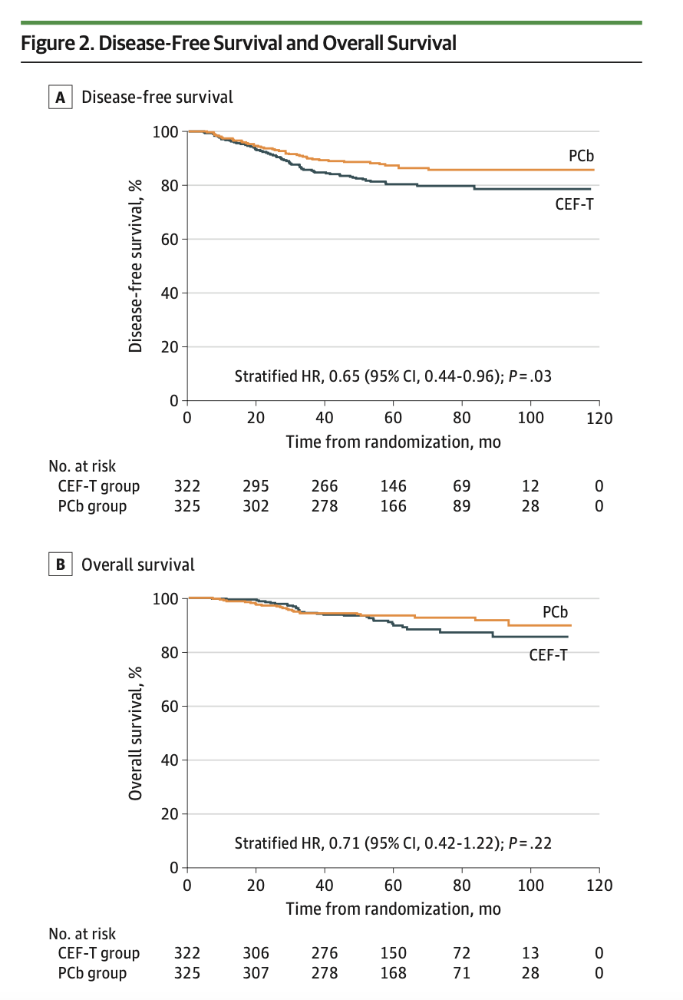 Figure 2. Disease-Free Survival and Overall Survival
A Disease-free survival
100
80
60
40
20
0
Disease-free survival, %
PCb
CEF-T
Stratified HR, 0.65 (95% CI, 0.44-0.96); P = .03
0 20 40 60 80 100 120
Time from randomization, mo
No. at risk
CEF-T group 322 295 266 146 69 12 0
PCb group 325 302 278 166 89 28 0
B Overall survival
100
80
60
40
20
0
Overall survival, %
PCb
CEF-T
Stratified HR, 0.71 (95% CI, 0.42-1.22); P = .22
0 20 40 60 80 100 120
Time from randomization, mo
No. at risk
CEF-T group 322 306 276 150 72 13 0
PCb group 325 307 278 168 71 28 0